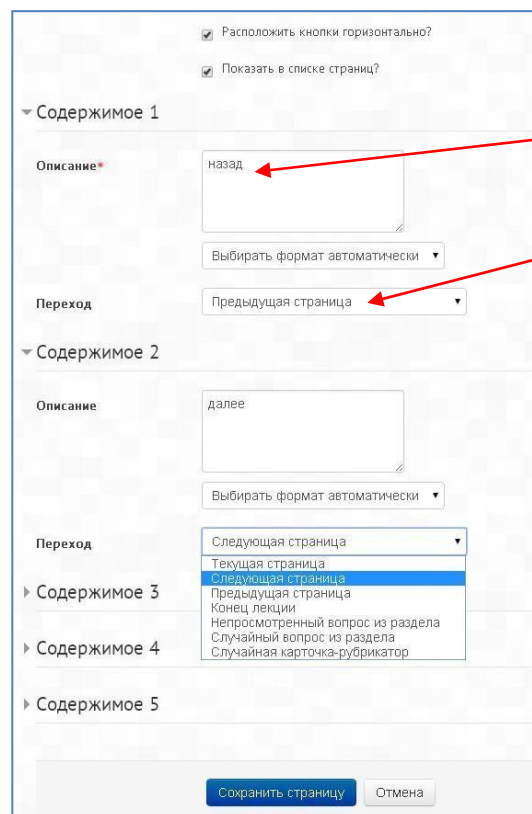 Расположить кнопки горизонтально?
Показать в списке страниц?
Содержимое 1
Описание*
назад
Выбирать формат автоматически
Переход
Предыдущая страница
Содержимое 2
Описание
далее
Выбирать формат автоматически
Переход
Следующая страница
Текущая страница
Следующая страница
Предыдущая страница
Конец лекции
Непросмотренный вопрос из раздела
Случайный вопрос из раздела
Случайная карточка-рубрикатор
Содержимое 3
Содержимое 4
Содержимое 5
Сохранить страницу
Отмена